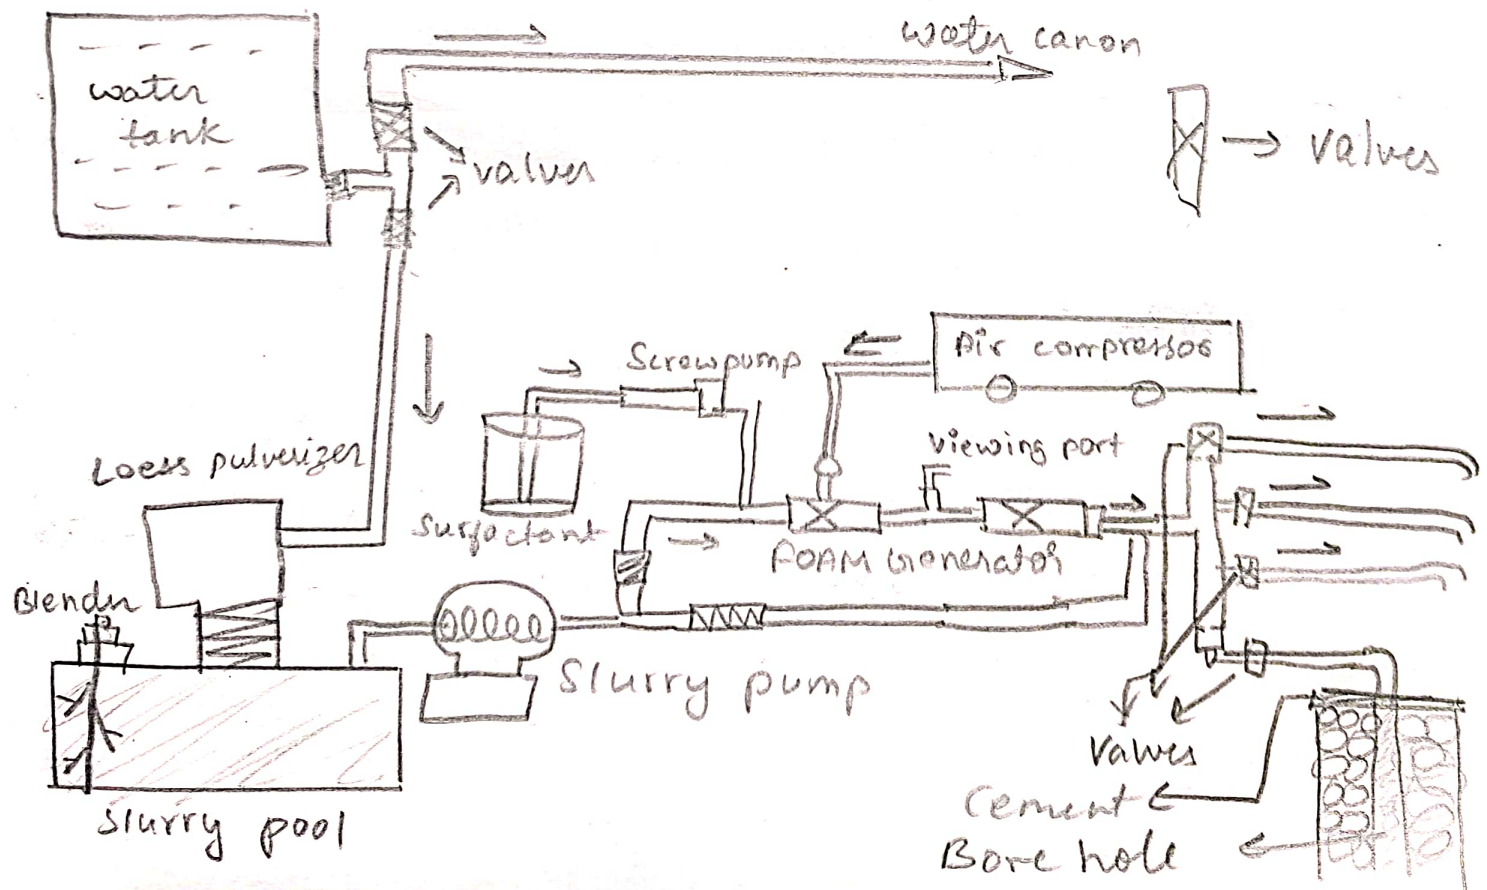 water canon
water
tank
valves
valves
Air compressor
Screwpump
Viewing port
Loess pulverizer
Surfactant
FOAM Generator
Blender
Slurry pump
Valves
Cement
Bore hole
Slurry pool